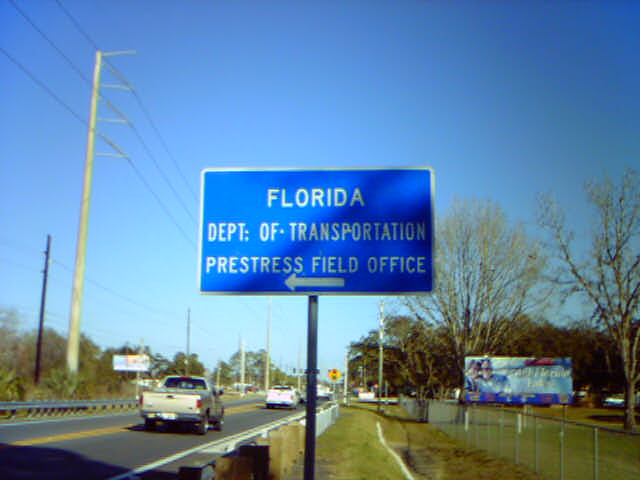 FLORIDA
DEPT. OF TRANSPORTATION
PRESTRESS FIELD OFFICE